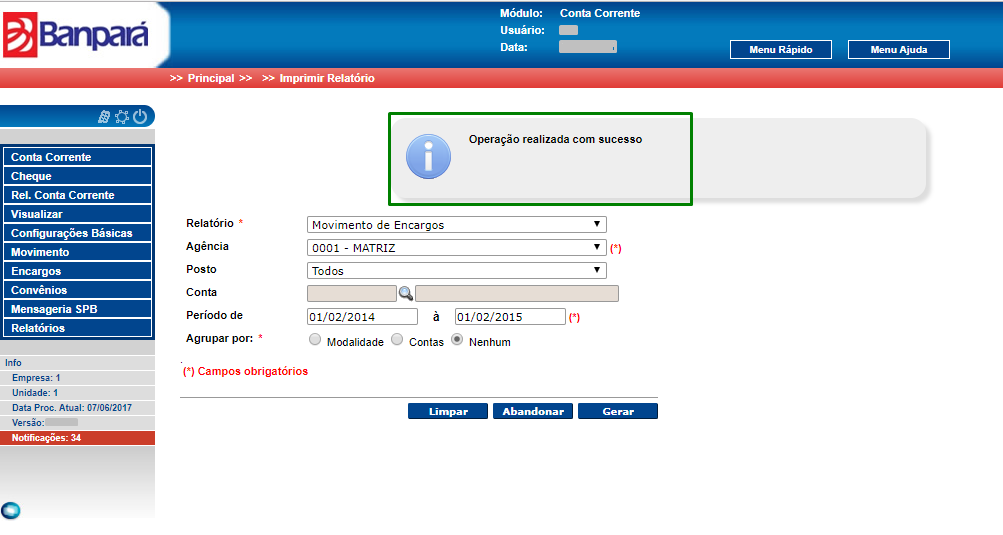 Banpará
Módulo: Conta Corrente
Usuário:
Data:
Menu Rápido
Menu Ajuda
>> Principal >> >> Imprimir Relatório
Conta Corrente
Cheque
Rel. Conta Corrente
Visualizar
Configurações Básicas
Movimento
Encargos
Convênios
Mensageria SPB
Relatórios
Info
Empresa: 1
Unidade: 1
Data Proc. Atual: 07/06/2017
Versão:
Notificações: 34
Operação realizada com sucesso
Relatório * Movimento de Encargos
Agência 0001 - MATRIZ (*)
Posto Todos
Conta
Período de 01/02/2014 à 01/02/2015 (*)
Agrupar por: * Modalidade Contas Nenhum
(*) Campos obrigatórios
Limpar Abandonar Gerar